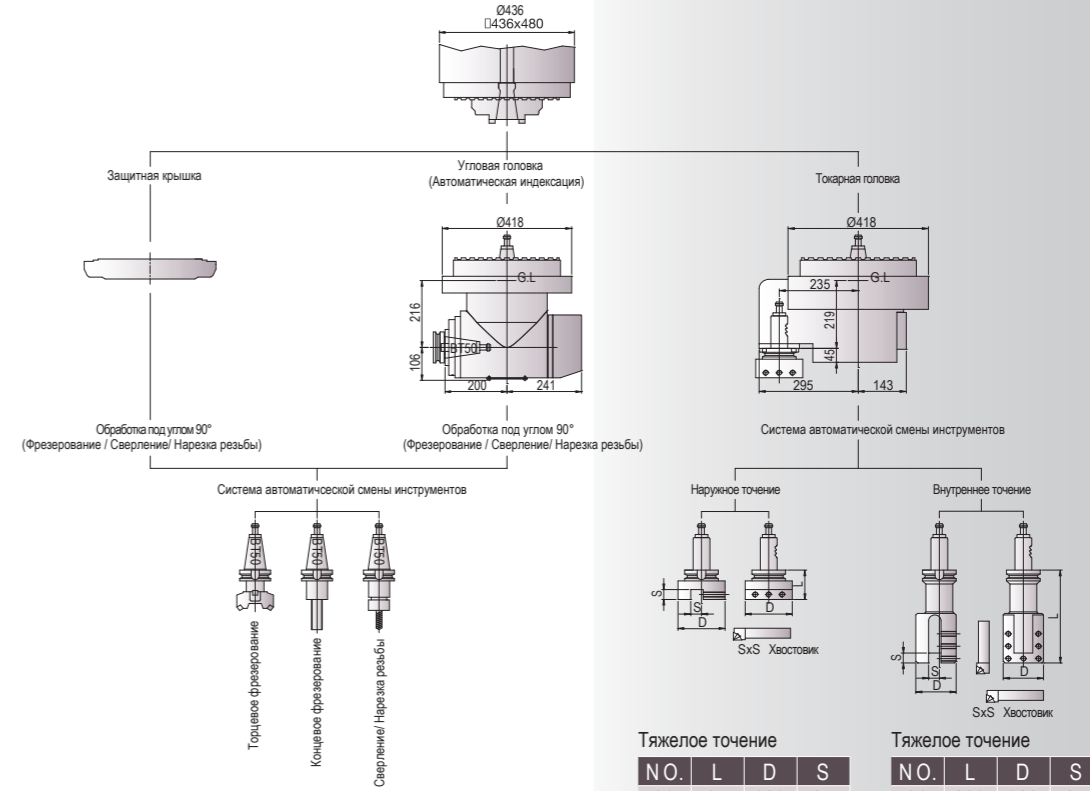 Ø436
□436x480
Защитная крышка
Угловая головка
(Автоматическая индексация)
Токарная головка
Ø418
G.L
216
BT50
106
200
241
Ø418
G.L
235
219
45
295
143
Обработка под углом 90°
(Фрезерование / Сверление/ Нарезка резьбы)
Обработка под углом 90°
(Фрезерование / Сверление/ Нарезка резьбы)
Система автоматической смены инструментов
Система автоматичсеской смены инструментов
Наружное точение
Внутреннее точение
BT50
BT50
BT50
Торцевое фрезерование
Концевое фрезерование
Сверление/ Нарезка резьбы
S
S
D
L
D
SxS Хвостовик
S
S
D
L
D
SxS Хвостовик
Тяжелое точение
NO. L D S
Тяжелое точение
NO. L D S